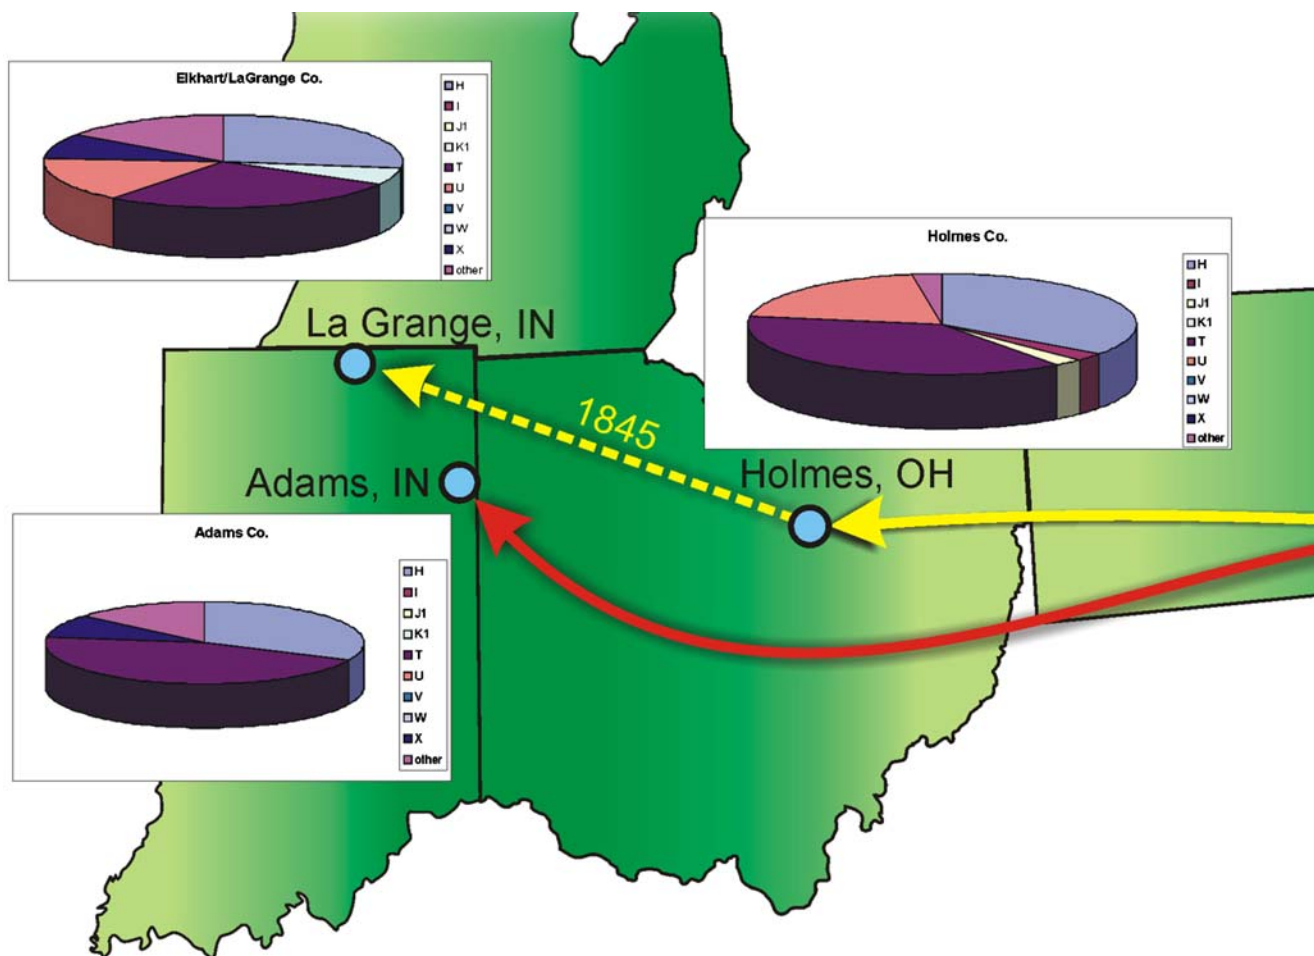 Elkhart/LaGrange Co.
H
I
J1
K1
T
U
V
W
X
other
Holmes Co.
H
I
J1
K1
T
U
V
W
X
other
La Grange, IN
1845
Adams, IN
Holmes, OH
Adams Co.
H
I
J1
K1
T
U
V
W
X
other